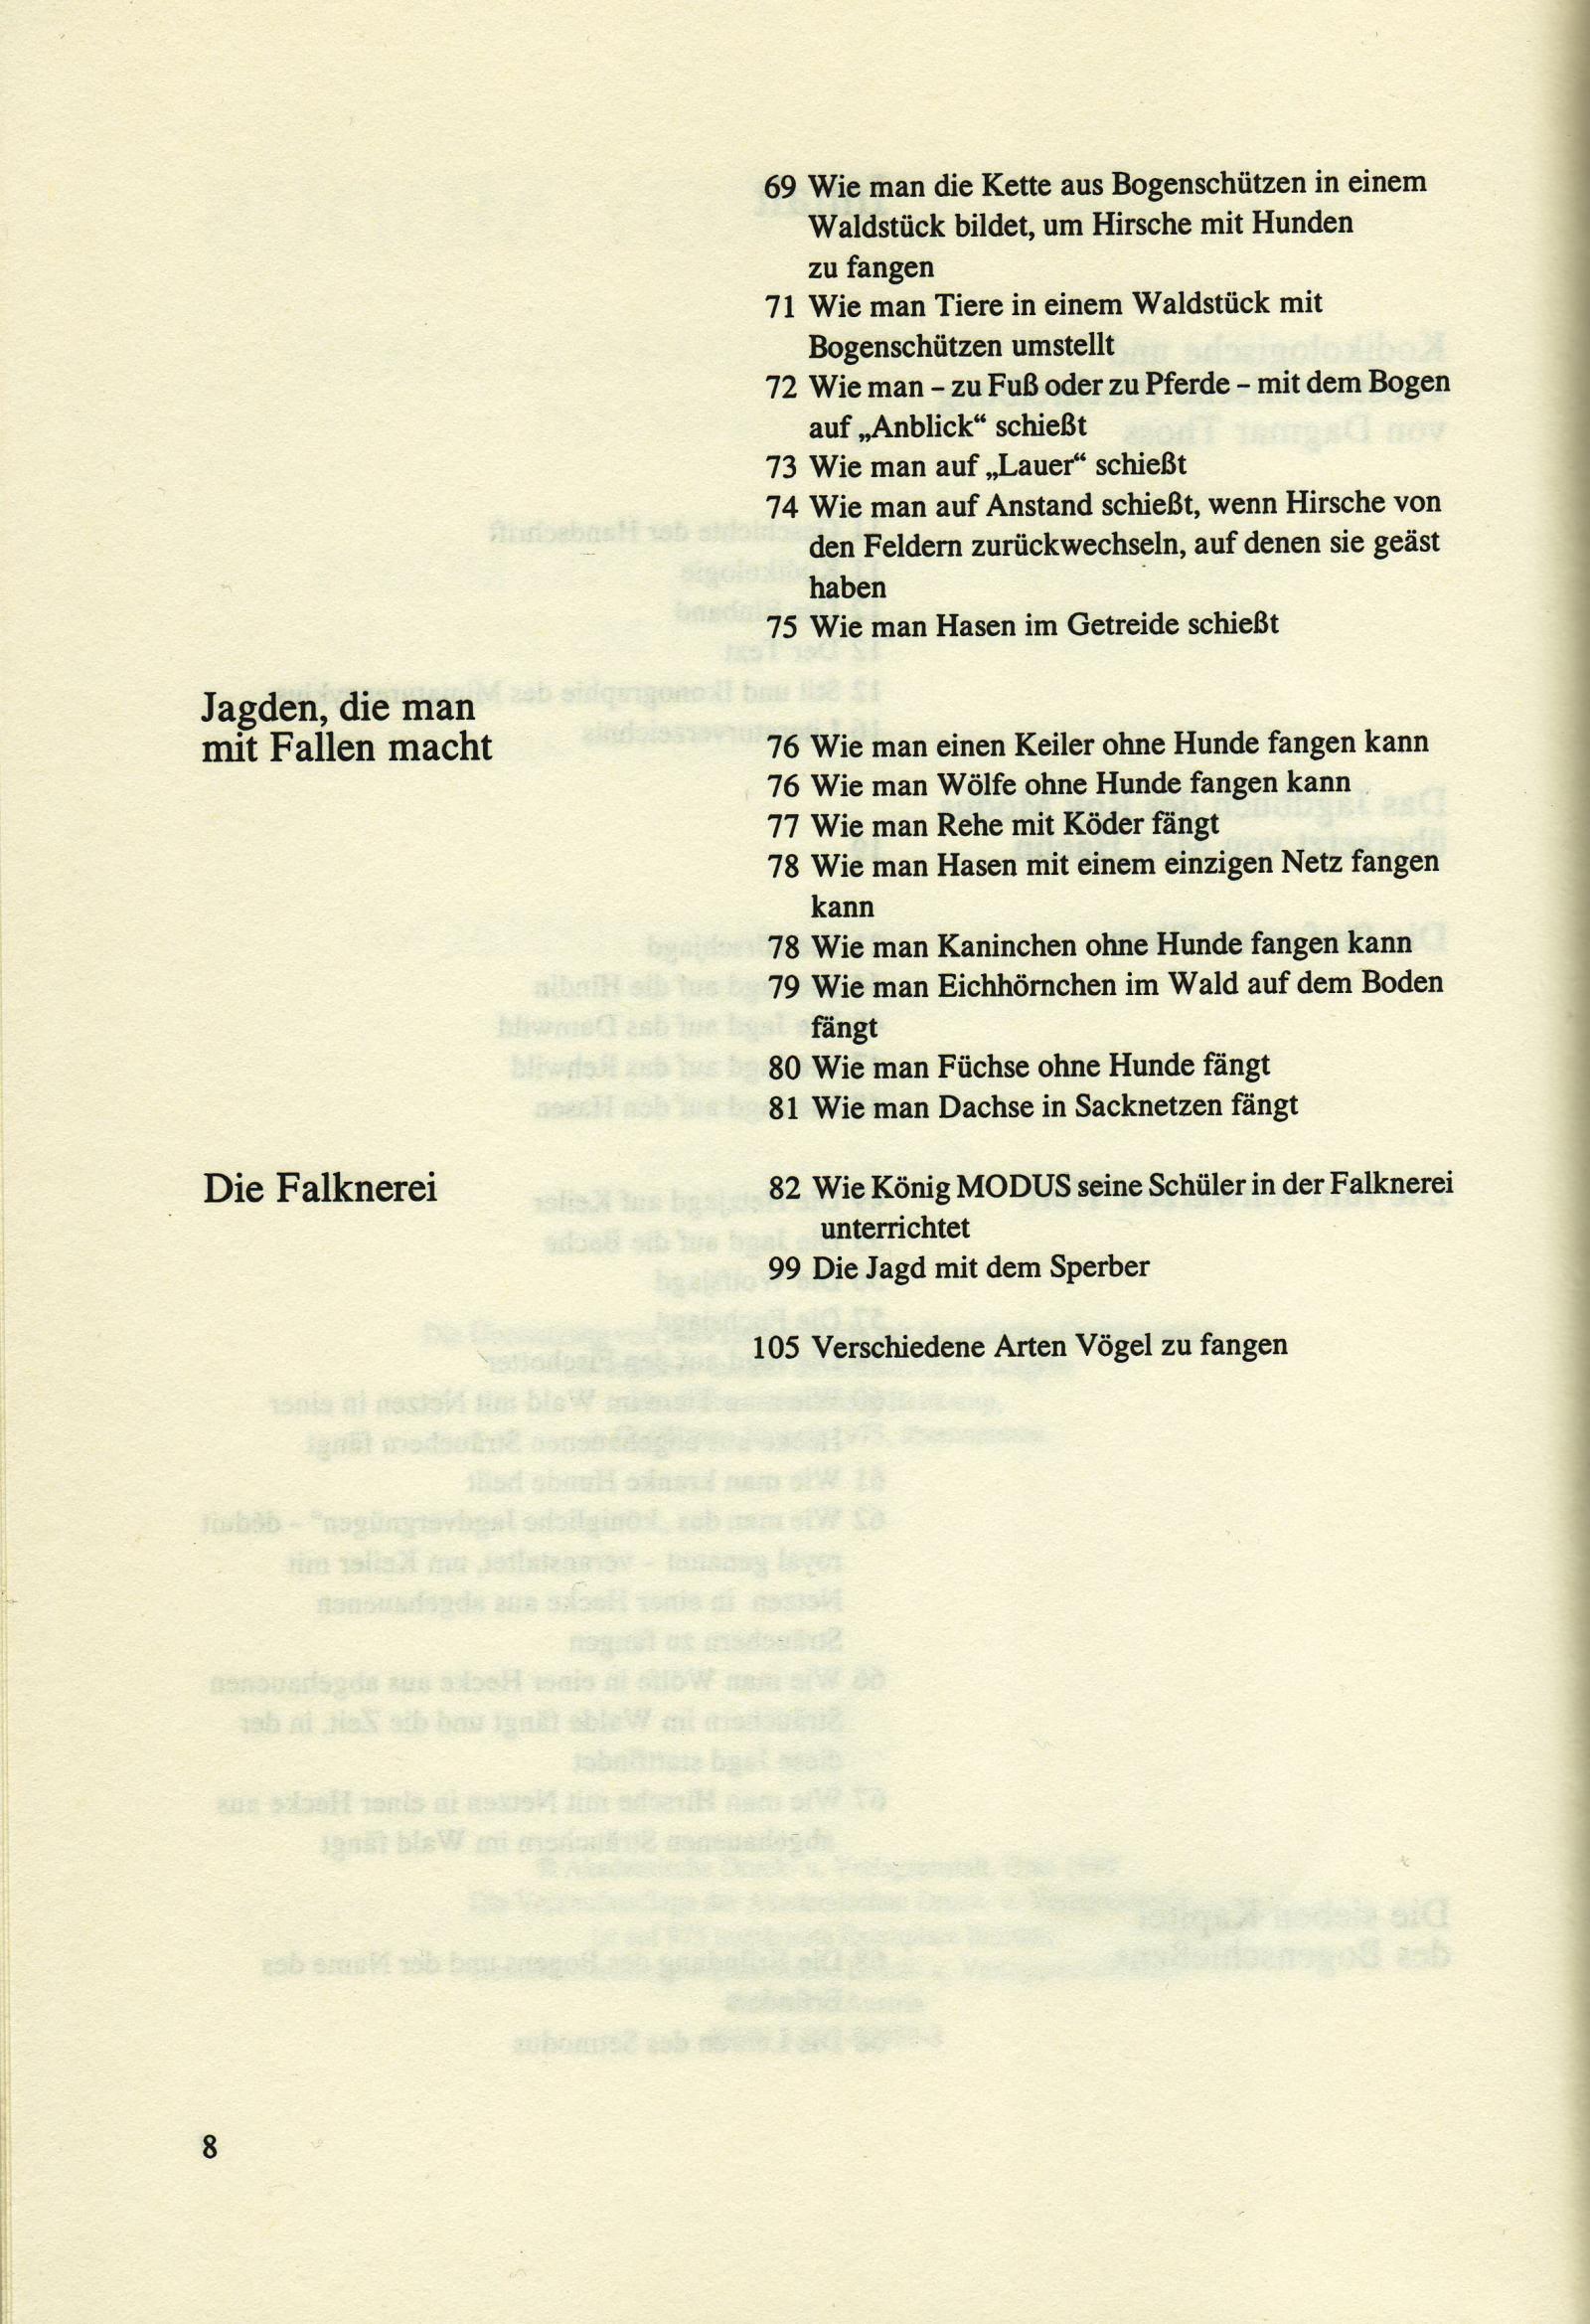 69 Wie man die Kette aus Bogenschützen in einem
Waldstück bildet, um Hirsche mit Hunden
zu fangen
71 Wie man Tiere in einem Waldstück mit
Bogenschützen umstellt
72 Wie man – zu Fuß oder zu Pferde – mit dem Bogen
auf „Anblick“ schießt
73 Wie man auf „Lauer“ schießt
74 Wie man auf Anstand schießt, wenn Hirsche von
den Feldern zurückwechseln, auf denen sie geäst
haben
75 Wie man Hasen im Getreide schießt
Jagden, die man
mit Fallen macht
76 Wie man einen Keiler ohne Hunde fangen kann
76 Wie man Wölfe ohne Hunde fangen kann
77 Wie man Rehe mit Köder fängt
78 Wie man Hasen mit einem einzigen Netz fangen
kann
78 Wie man Kaninchen ohne Hunde fangen kann
79 Wie man Eichhörnchen im Wald auf dem Boden
fängt
80 Wie man Füchse ohne Hunde fängt
81 Wie man Dachse in Sacknetzen fängt
Die Falknerei
82 Wie König MODUS seine Schüler in der Falknerei
unterrichtet
99 Die Jagd mit dem Sperber
105 Verschiedene Arten Vögel zu fangen
8